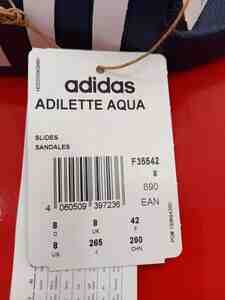 adidas
ADILETTE AQUA
SLIDES
SANDALES
F35542
8
690
EAN
4 060509 397236
8 8 42
D UK F
8 265 260
US J CHN